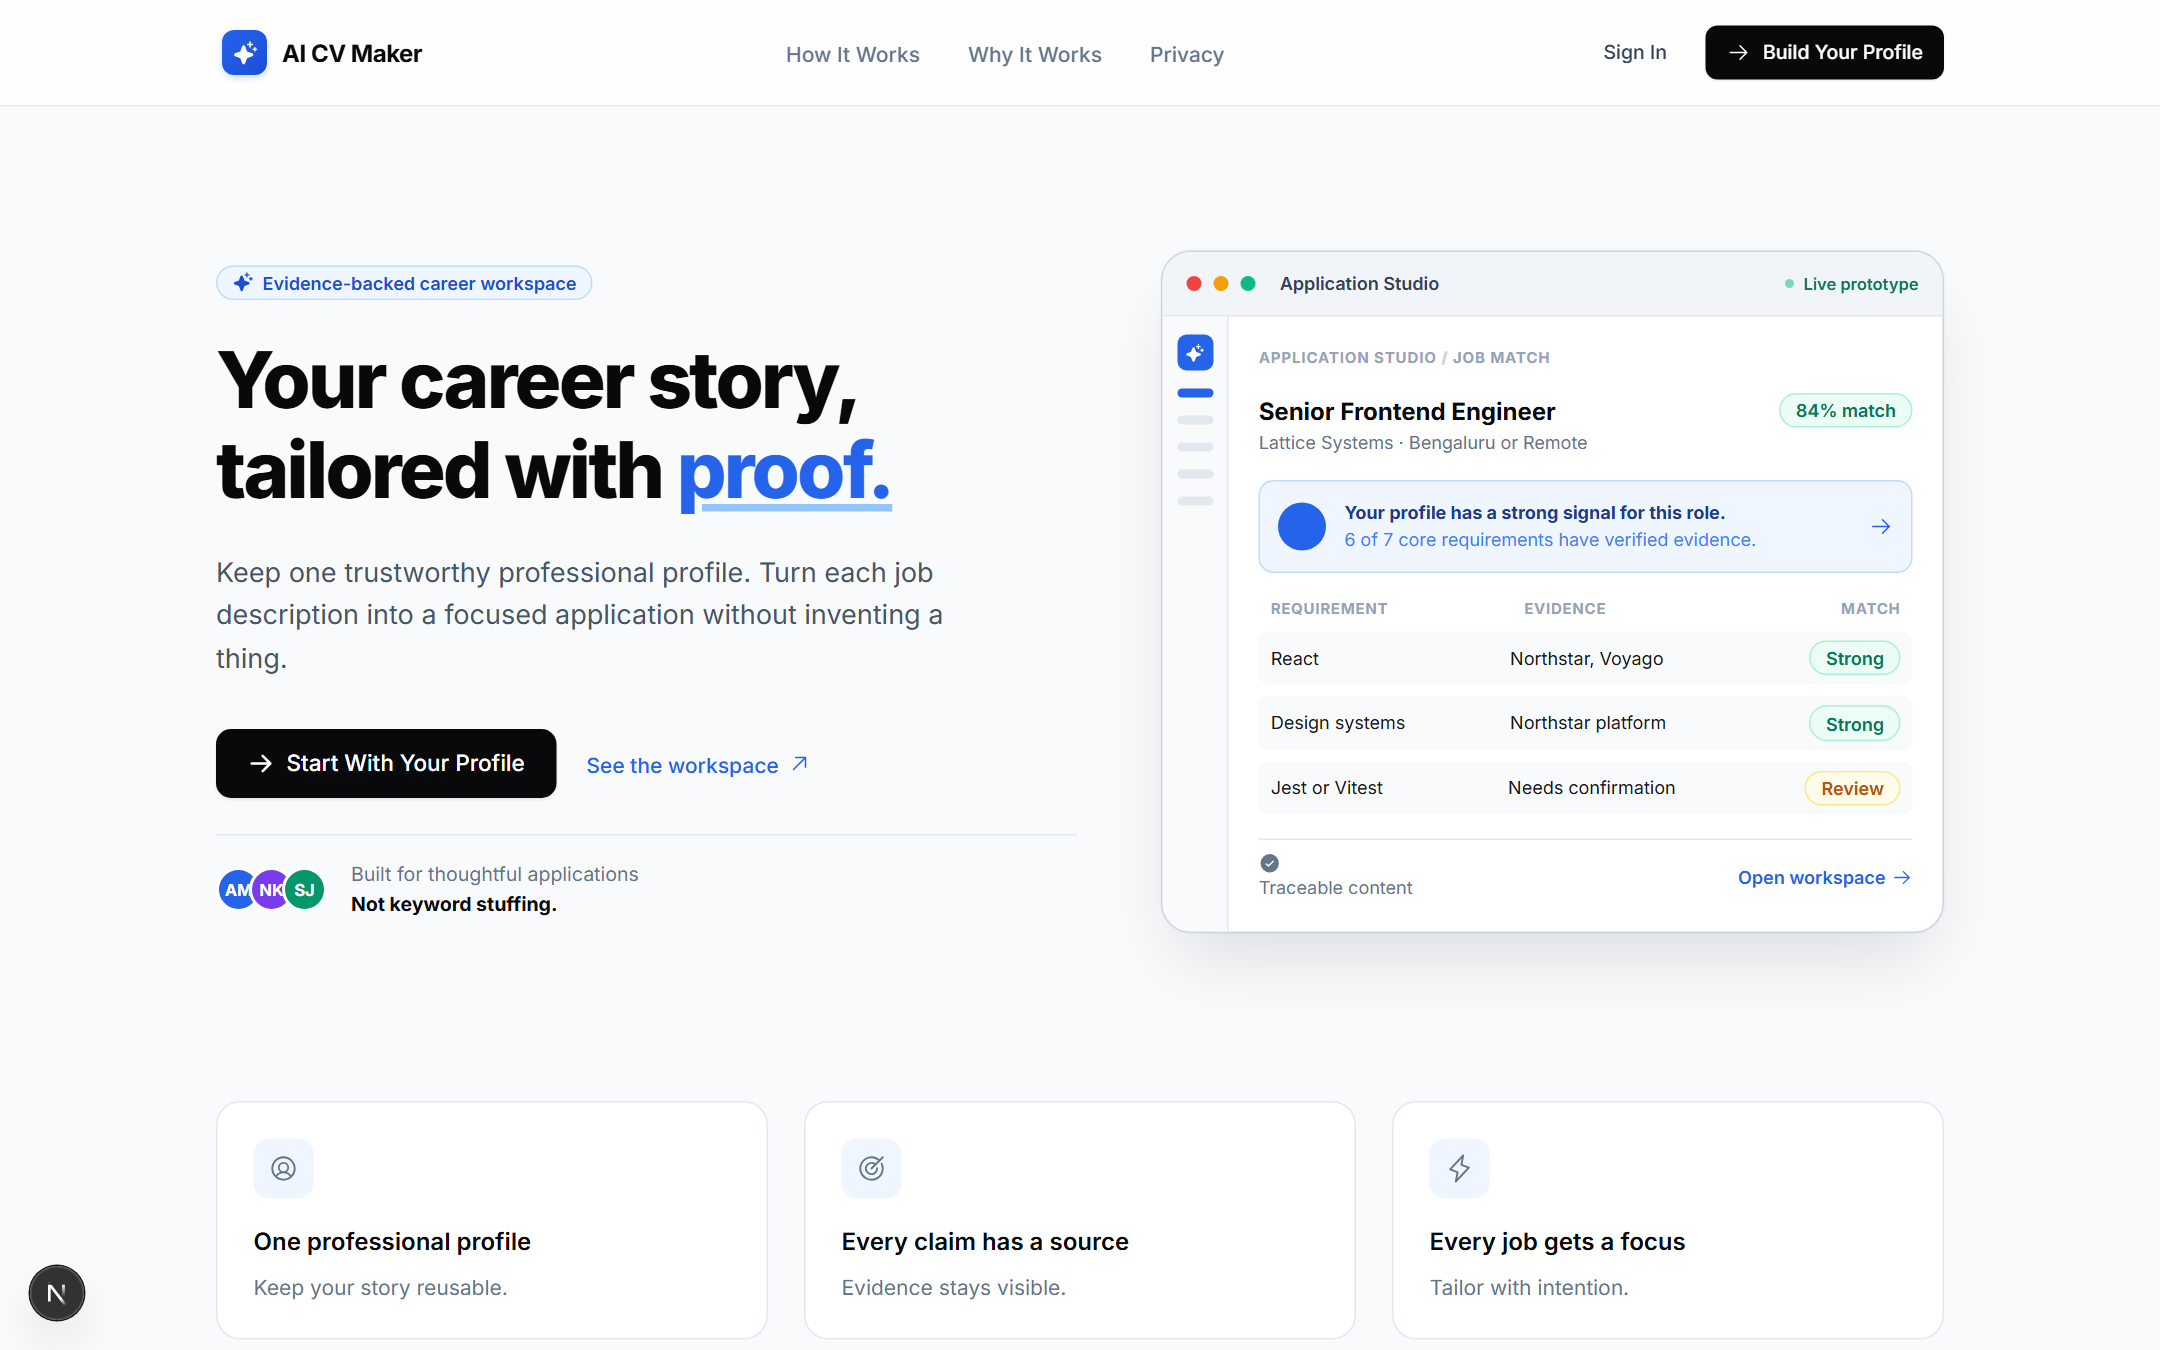 AI CV Maker
How It Works
Why It Works
Privacy
Sign In
Build Your Profile
Evidence-backed career workspace
Your career story,
tailored with proof.
Keep one trustworthy professional profile. Turn each job
description into a focused application without inventing a
thing.
Start With Your Profile
See the workspace
AM NK SJ
Built for thoughtful applications
Not keyword stuffing.
Application Studio
Live prototype
APPLICATION STUDIO / JOB MATCH
Senior Frontend Engineer
84% match
Lattice Systems · Bengaluru or Remote
Your profile has a strong signal for this role.
6 of 7 core requirements have verified evidence.
REQUIREMENT EVIDENCE MATCH
React Northstar, Voyago Strong
Design systems Northstar platform Strong
Jest or Vitest Needs confirmation Review
Traceable content
Open workspace
One professional profile
Keep your story reusable.
Every claim has a source
Evidence stays visible.
Every job gets a focus
Tailor with intention.
N